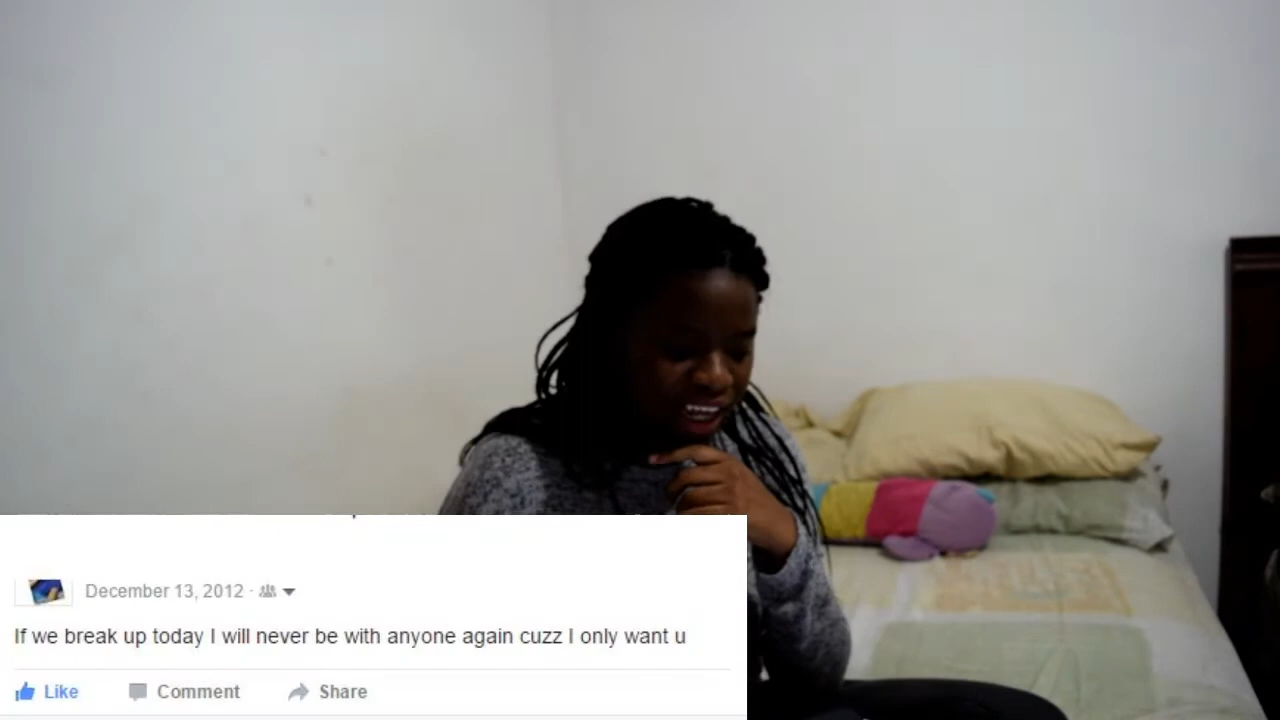 December 13, 2012 ·
If we break up today I will never be with anyone again cuzz I only want u
Like Comment Share